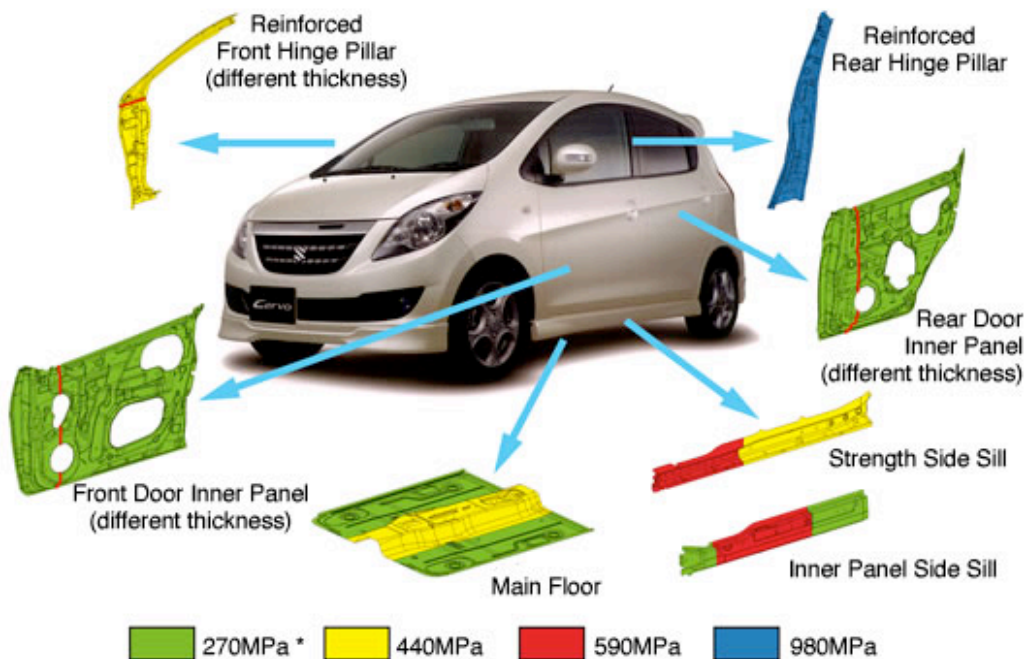 Reinforced
Front Hinge Pillar
(different thickness)
Reinforced
Rear Hinge Pillar
Cervo
Rear Door
Inner Panel
(different thickness)
Front Door Inner Panel
(different thickness)
Strength Side Sill
Main Floor
Inner Panel Side Sill
270MPa *
440MPa
590MPa
980MPa